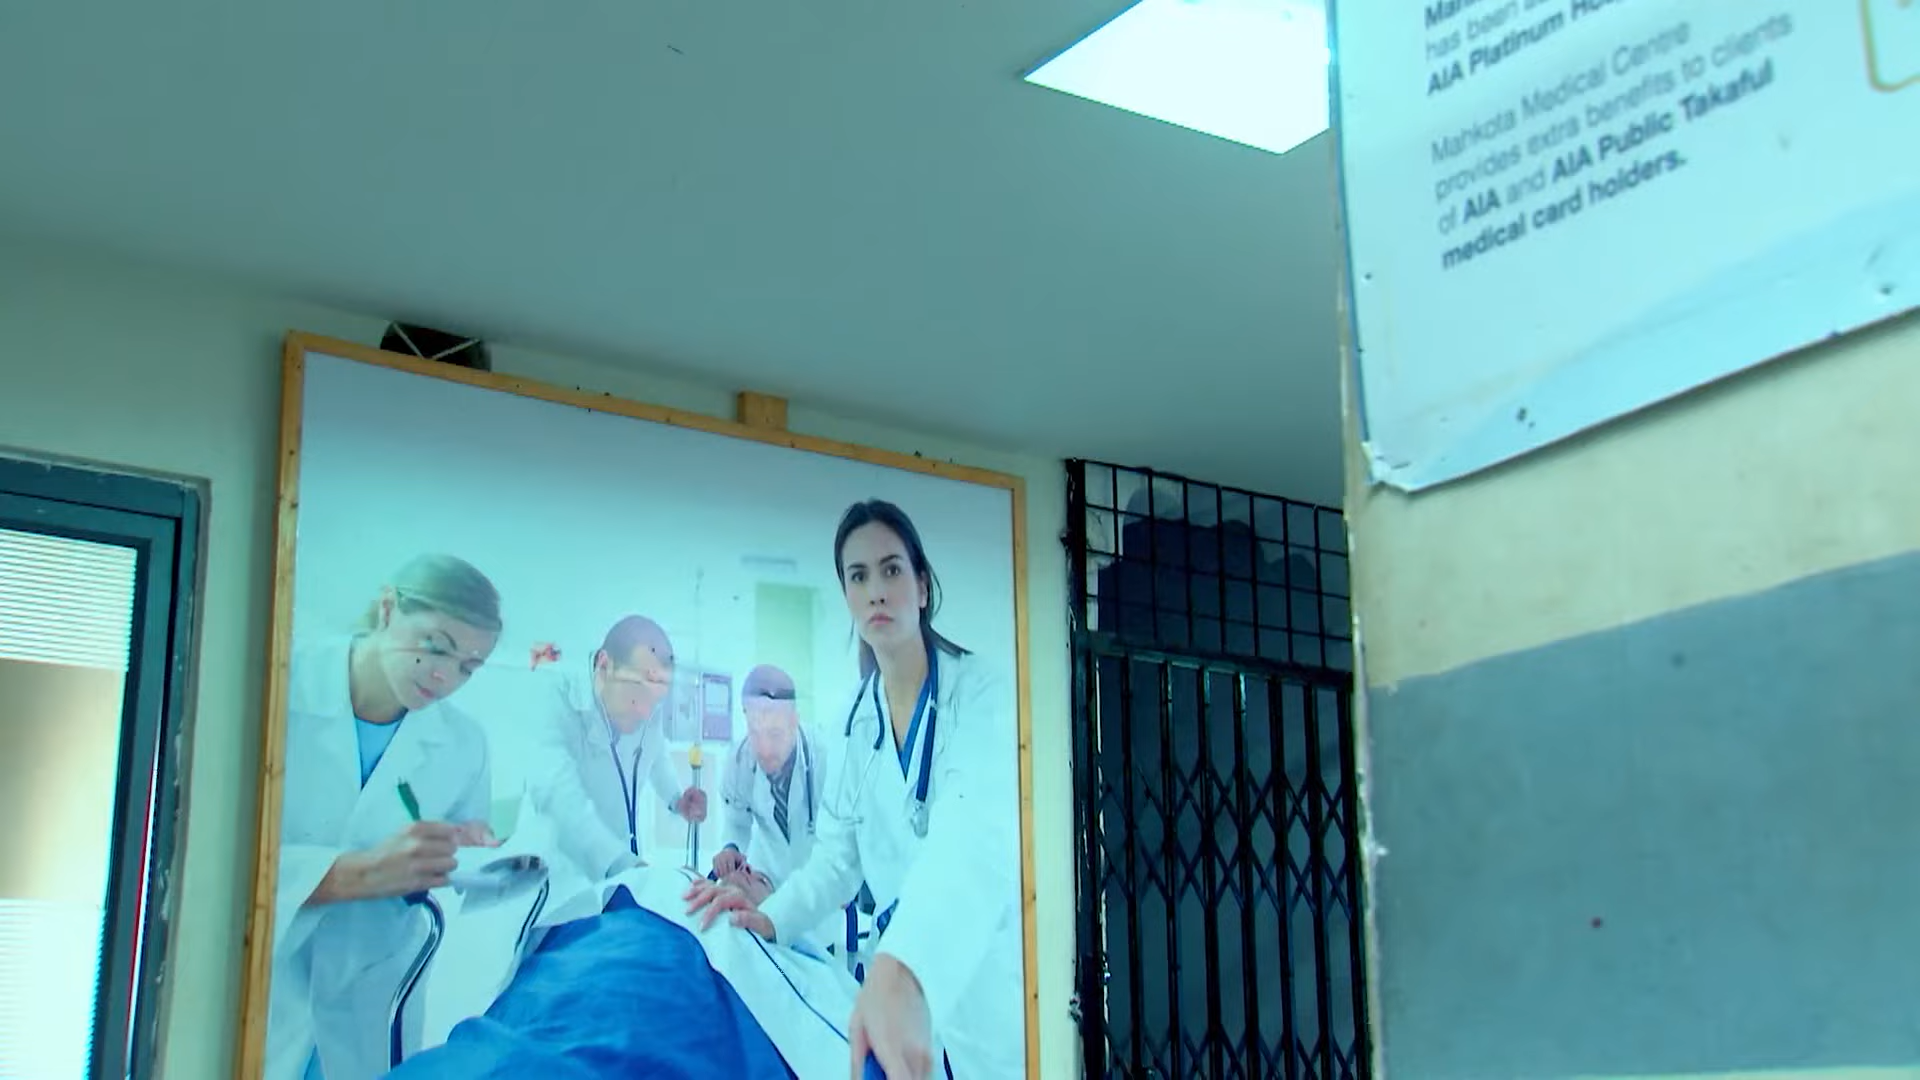 has been
AIA Platinum
Mahkota Medical Centre
provides extra benefits to clients
of AIA and AIA Public Takaful
medical card holders.